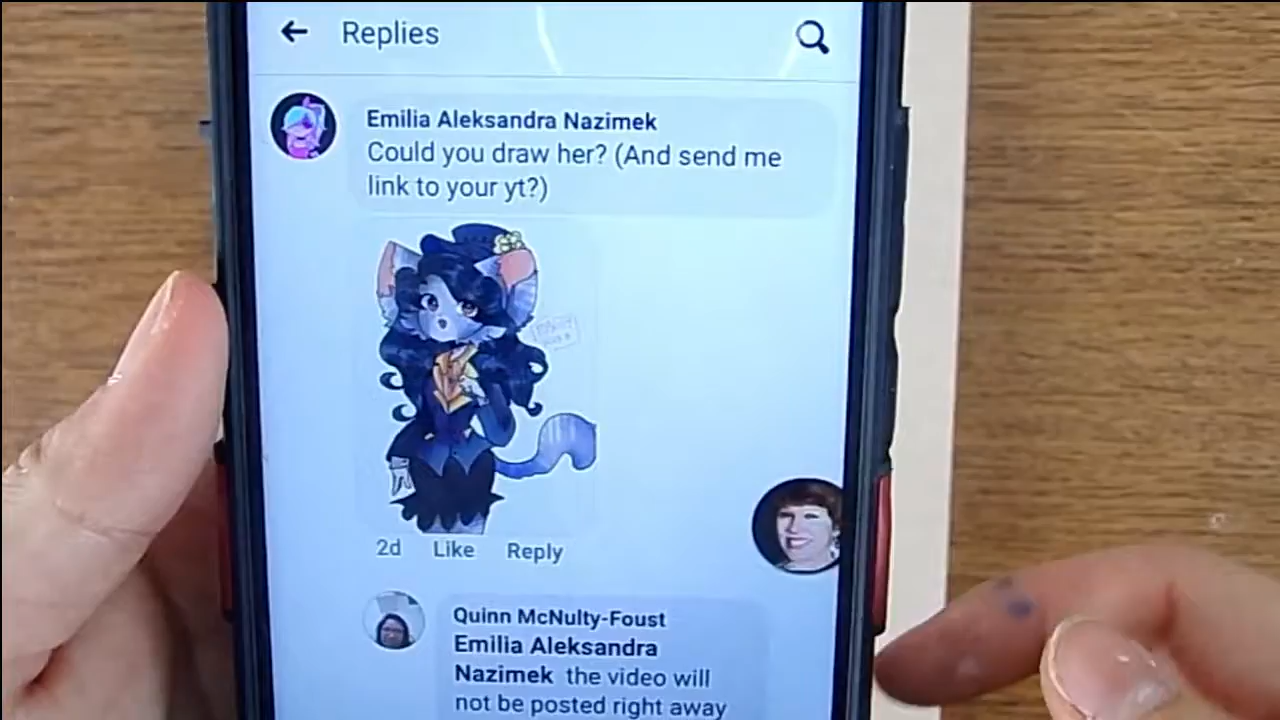 Replies
Emilia Aleksandra Nazimek
Could you draw her? (And send me
link to your yt?)
2d Like Reply
Quinn McNulty-Foust
Emilia Aleksandra
Nazimek the video will
not be posted right away